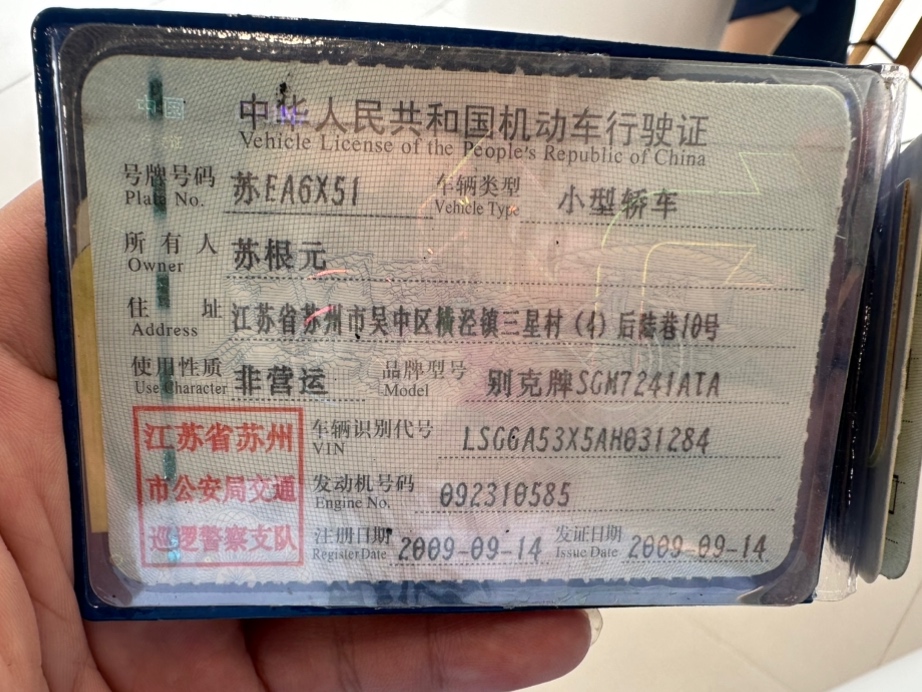 中华人民共和国机动车行驶证
Vehicle License of the People's Republic of China
号牌号码 苏EA6X51 车辆类型 小型轿车
Plate No. Vehicle Type
所有人 苏根元
Owner
住址 江苏省苏州市吴中区横泾镇三星村(4)后陆巷10号
Address
使用性质 非营运 品牌型号 别克牌SGM7241ATA
Use Character Model
江苏省苏州
市公安局交通
巡逻警察支队
车辆识别代号 LSGGA53X5AH031284
VIN
发动机号码 092310585
Engine No.
注册日期 2009-09-14 发证日期 2009-09-14
Register Date Issue Date